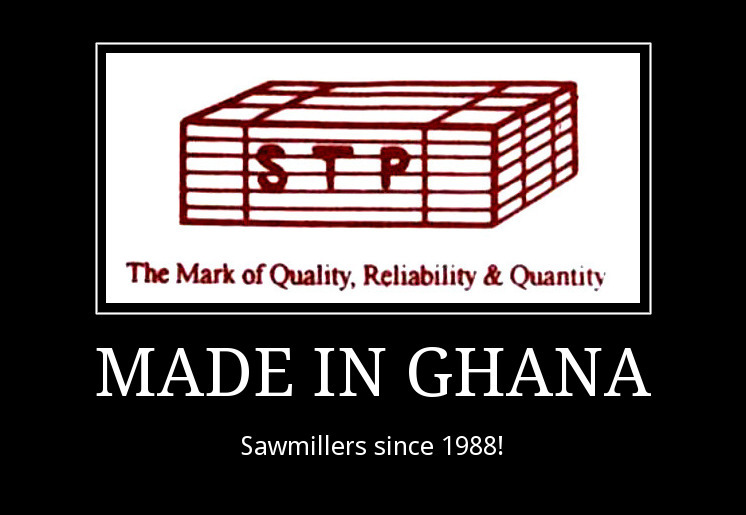 STP
The Mark of Quality, Reliability & Quantity
MADE IN GHANA
Sawmillers since 1988!